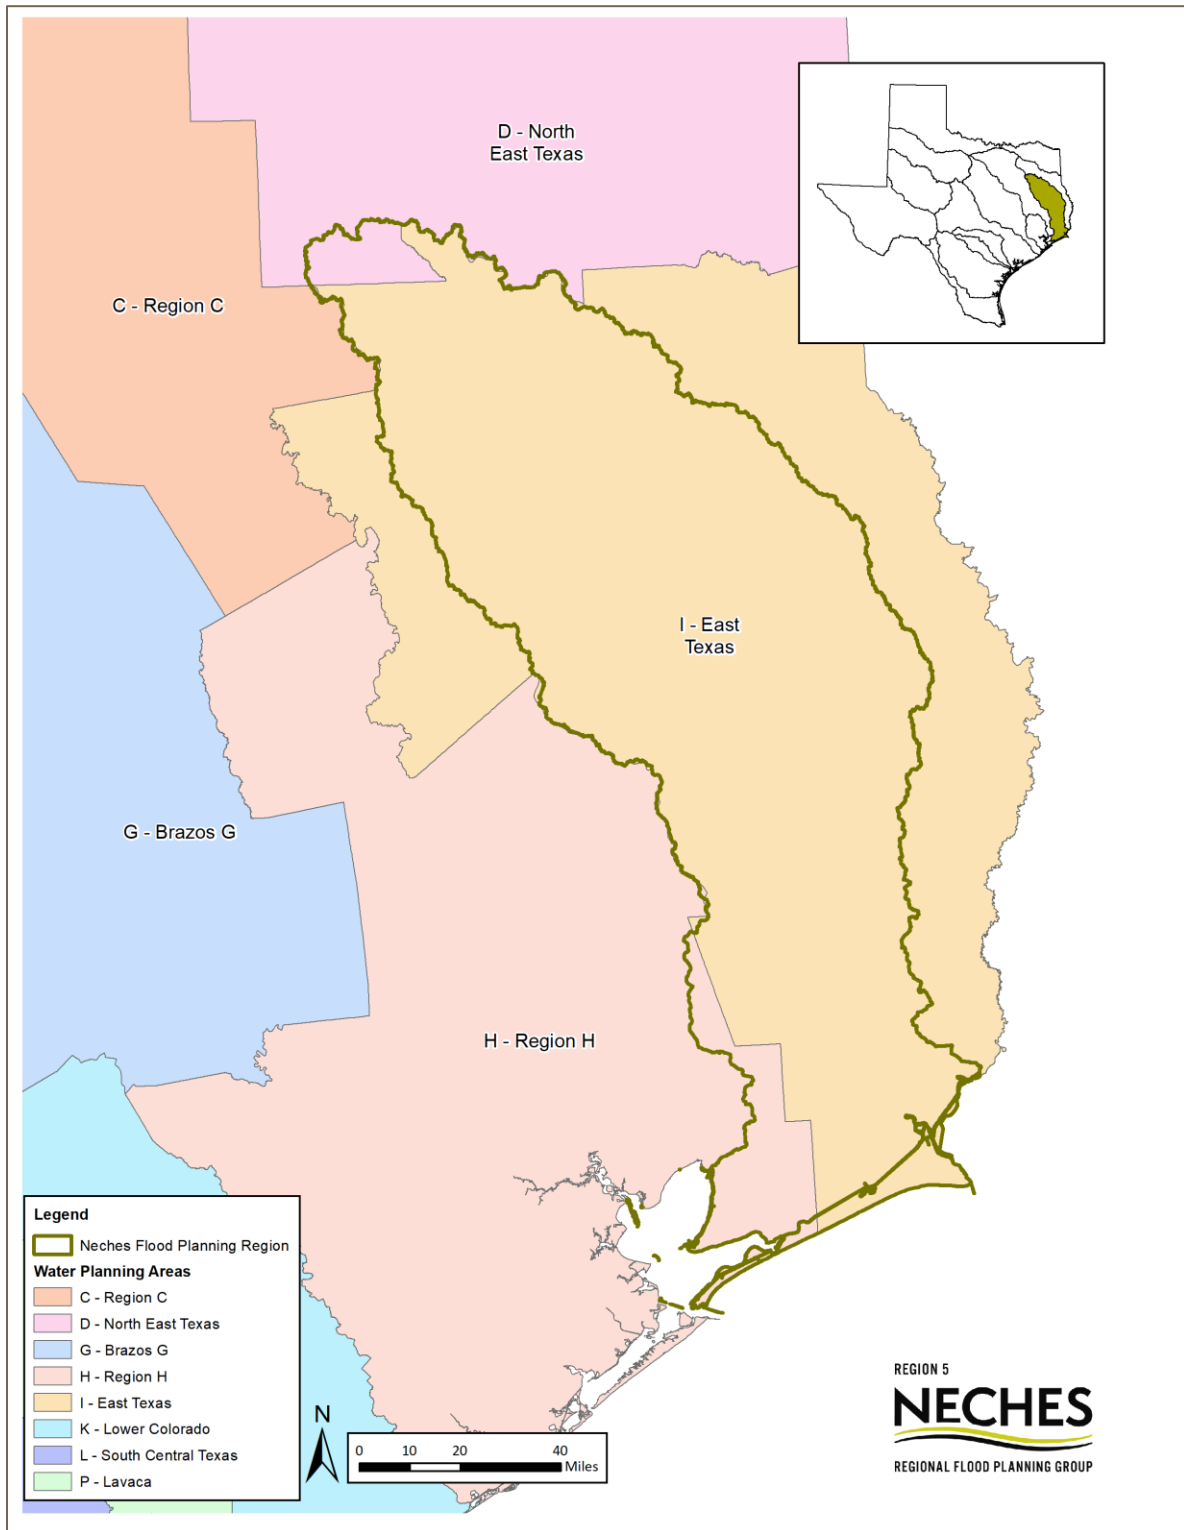 D - North
East Texas
C - Region C
I - East
Texas
G - Brazos G
H - Region H
Legend
Neches Flood Planning Region
Water Planning Areas
C - Region C
D - North East Texas
G - Brazos G
H - Region H
I - East Texas
K - Lower Colorado
L - South Central Texas
P - Lavaca
N
0 10 20 40
Miles
REGION 5
NECHES
REGIONAL FLOOD PLANNING GROUP